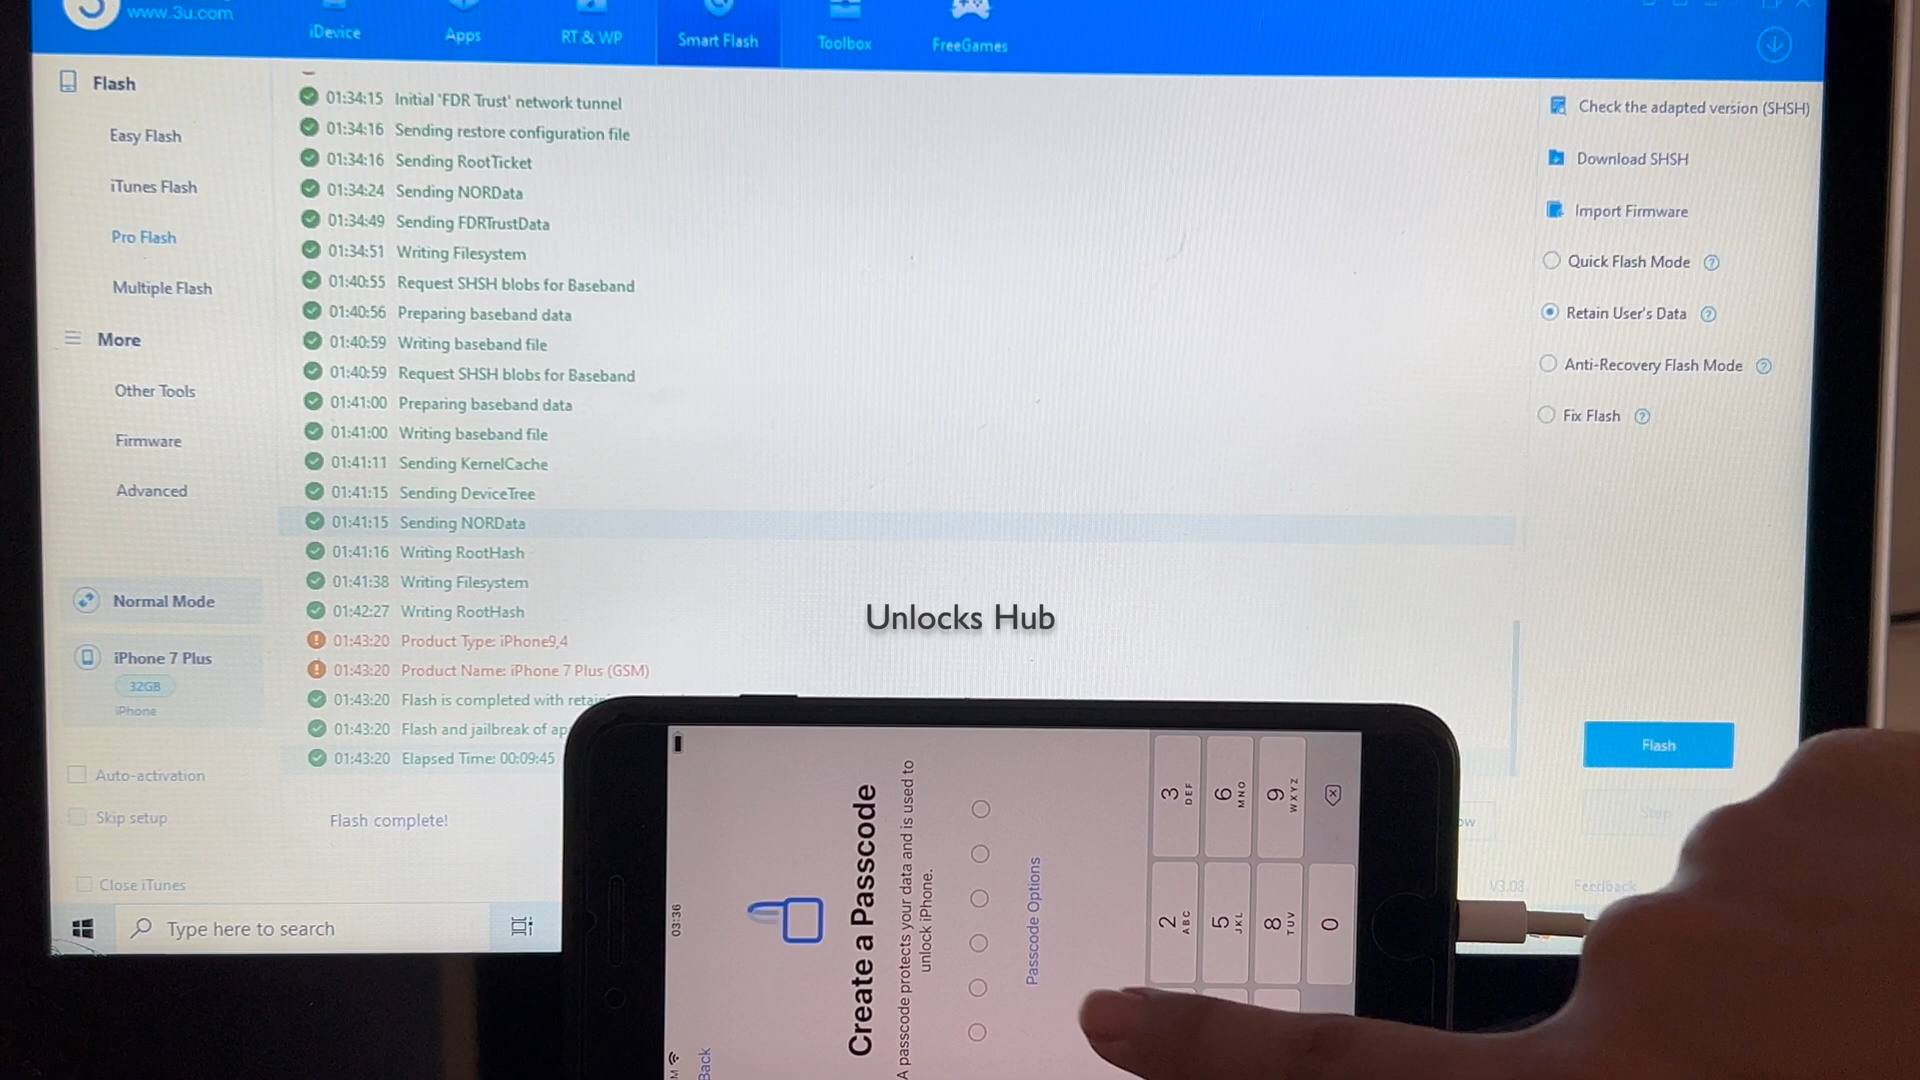 www.3u.com
iDevice
Apps
RT & WP
Smart Flash
Toolbox
FreeGames
Flash
Easy Flash
iTunes Flash
Pro Flash
Multiple Flash
More
Other Tools
Firmware
Advanced
Normal Mode
iPhone 7 Plus
32GB
iPhone
Auto-activation
Skip setup
Close iTunes
01:34:15 Initial 'FDR Trust' network tunnel
01:34:16 Sending restore configuration file
01:34:16 Sending RootTicket
01:34:24 Sending NORData
01:34:49 Sending FDRTrustData
01:34:51 Writing Filesystem
01:40:55 Request SHSH blobs for Baseband
01:40:56 Preparing baseband data
01:40:59 Writing baseband file
01:40:59 Request SHSH blobs for Baseband
01:41:00 Preparing baseband data
01:41:00 Writing baseband file
01:41:11 Sending KernelCache
01:41:15 Sending DeviceTree
01:41:15 Sending NORData
01:41:16 Writing RootHash
01:41:38 Writing Filesystem
01:42:27 Writing RootHash
01:43:20 Product Type: iPhone9,4
01:43:20 Product Name: iPhone 7 Plus (GSM)
01:43:20 Flash is completed with retai
01:43:20 Flash and jailbreak of ap
01:43:20 Elapsed Time: 00:09:45
Flash complete!
Check the adapted version (SHSH)
Download SHSH
Import Firmware
Quick Flash Mode
Retain User's Data
Anti-Recovery Flash Mode
Fix Flash
Flash
Stop
ow
V3.03
Feedback
Type here to search
Unlocks Hub
03:36
M
Back
Create a Passcode
A passcode protects your data and is used to
unlock iPhone.
Passcode Options
2 ABC
3 DEF
5 JKL
6 MNO
8 TUV
9 WXYZ
0